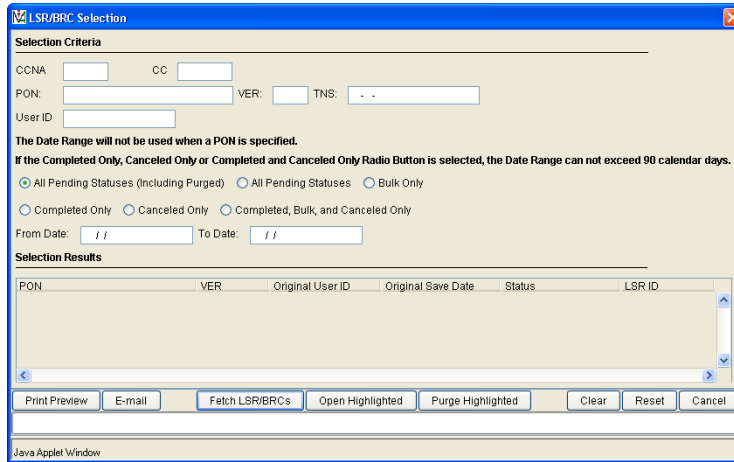 LSR/BRC Selection
Selection Criteria
CCNA CC
PON: VER: TNS: - -
User ID
The Date Range will not be used when a PON is specified.
If the Completed Only, Canceled Only or Completed and Canceled Only Radio Button is selected, the Date Range can not exceed 90 calendar days.
All Pending Statuses (Including Purged) All Pending Statuses Bulk Only
Completed Only Canceled Only Completed, Bulk, and Canceled Only
From Date: / / To Date: / /
Selection Results
PON VER Original User ID Original Save Date Status LSR ID
Print Preview E-mail Fetch LSR/BRCs Open Highlighted Purge Highlighted Clear Reset Cancel
Java Applet Window